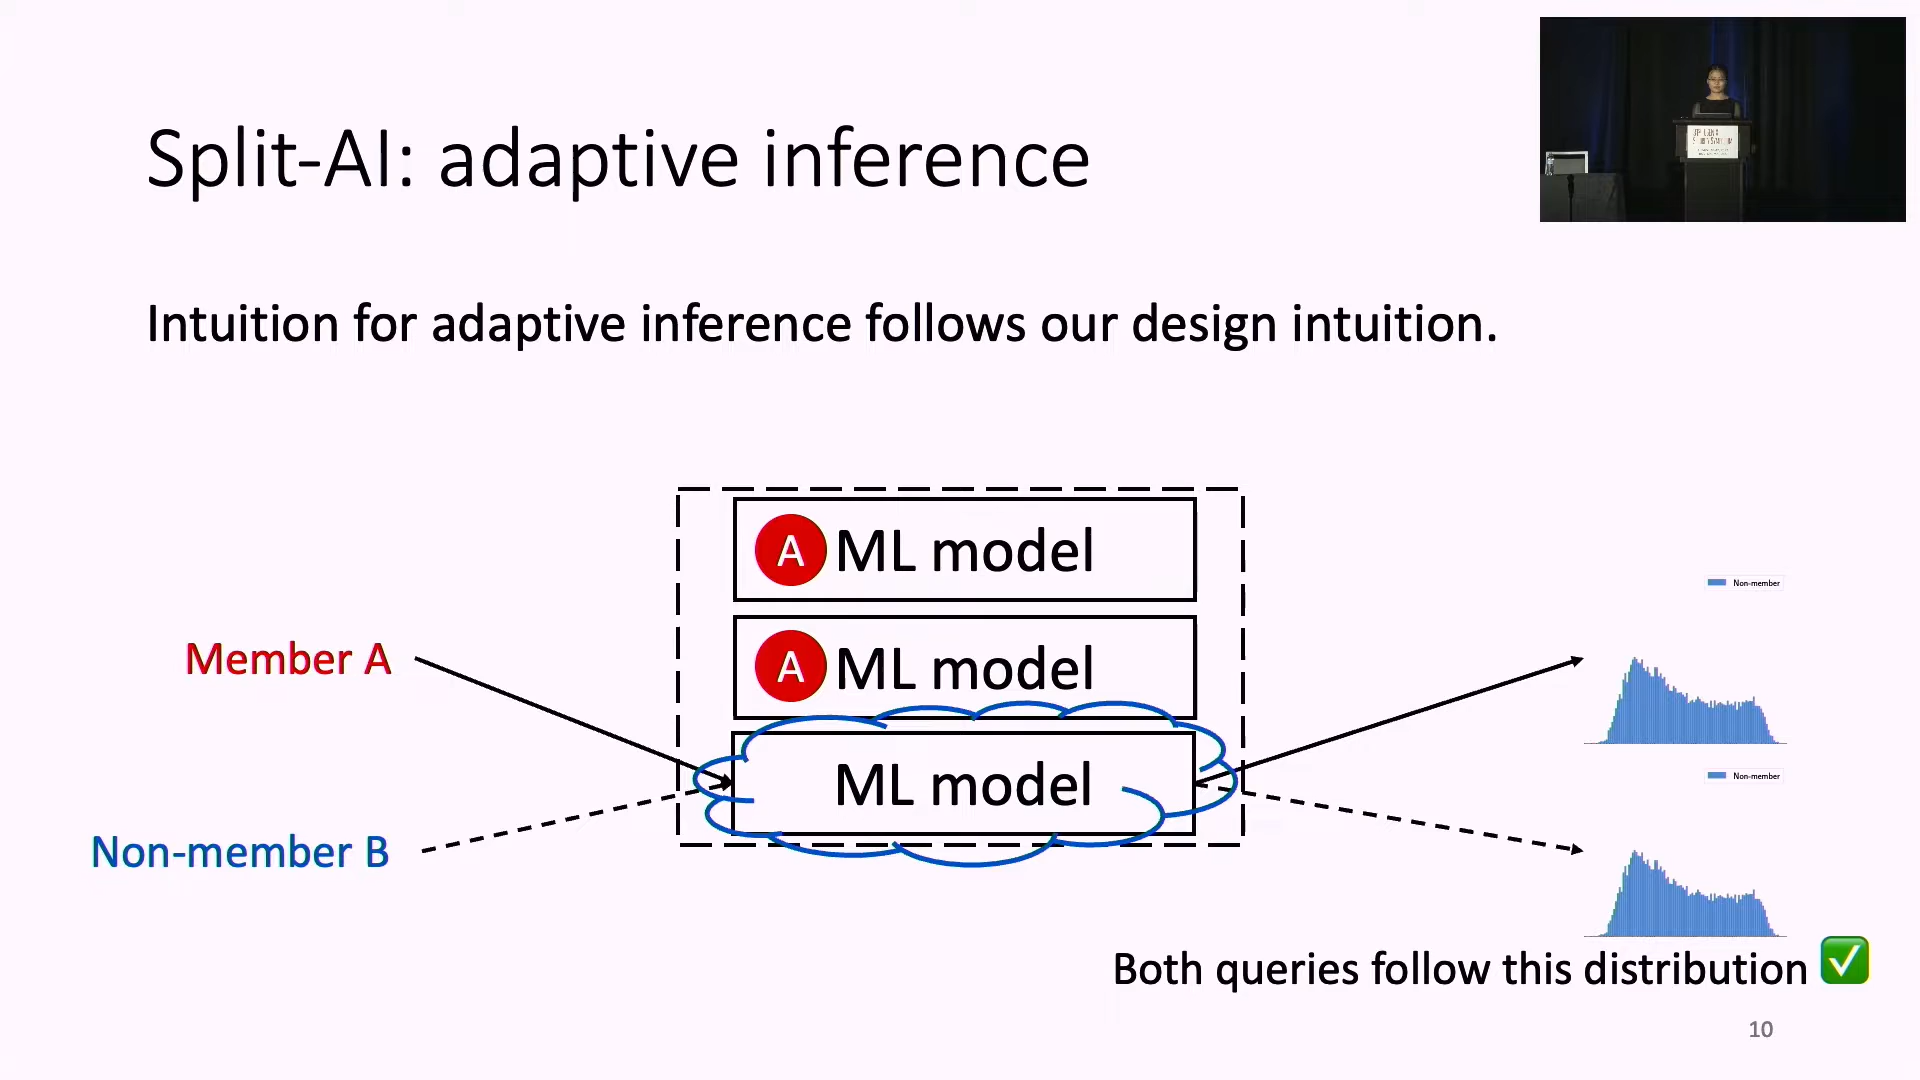 Split-AI: adaptive inference
Intuition for adaptive inference follows our design intuition.
A ML model
A ML model
ML model
Member A
Non-member B
Non-member
Non-member
Both queries follow this distribution
10